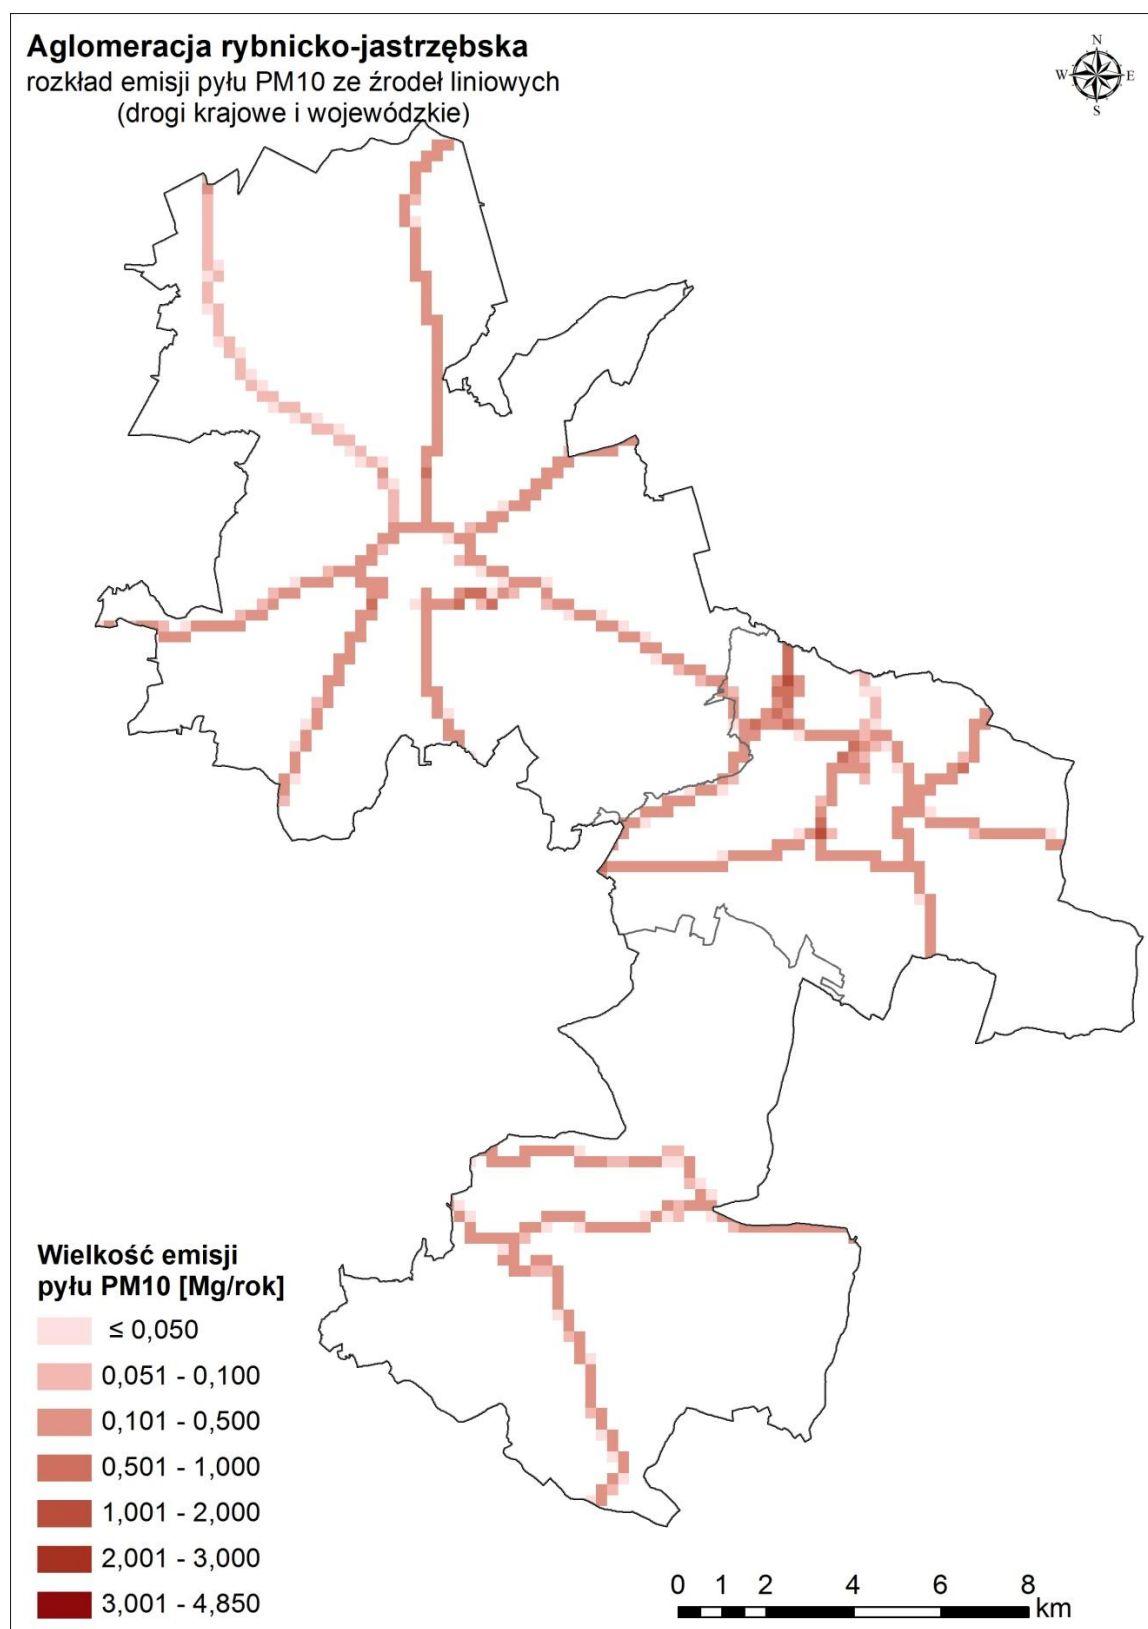 Aglomeracja rybnicko-jastrzębska
rozkład emisji pyłu PM10 ze źrodeł liniowych
(drogi krajowe i wojewódzkie)
N
W E
S
Wielkość emisji
pyłu PM10 [Mg/rok]
≤ 0,050
0,051 - 0,100
0,101 - 0,500
0,501 - 1,000
1,001 - 2,000
2,001 - 3,000
3,001 - 4,850
0 1 2 4 6 8
km